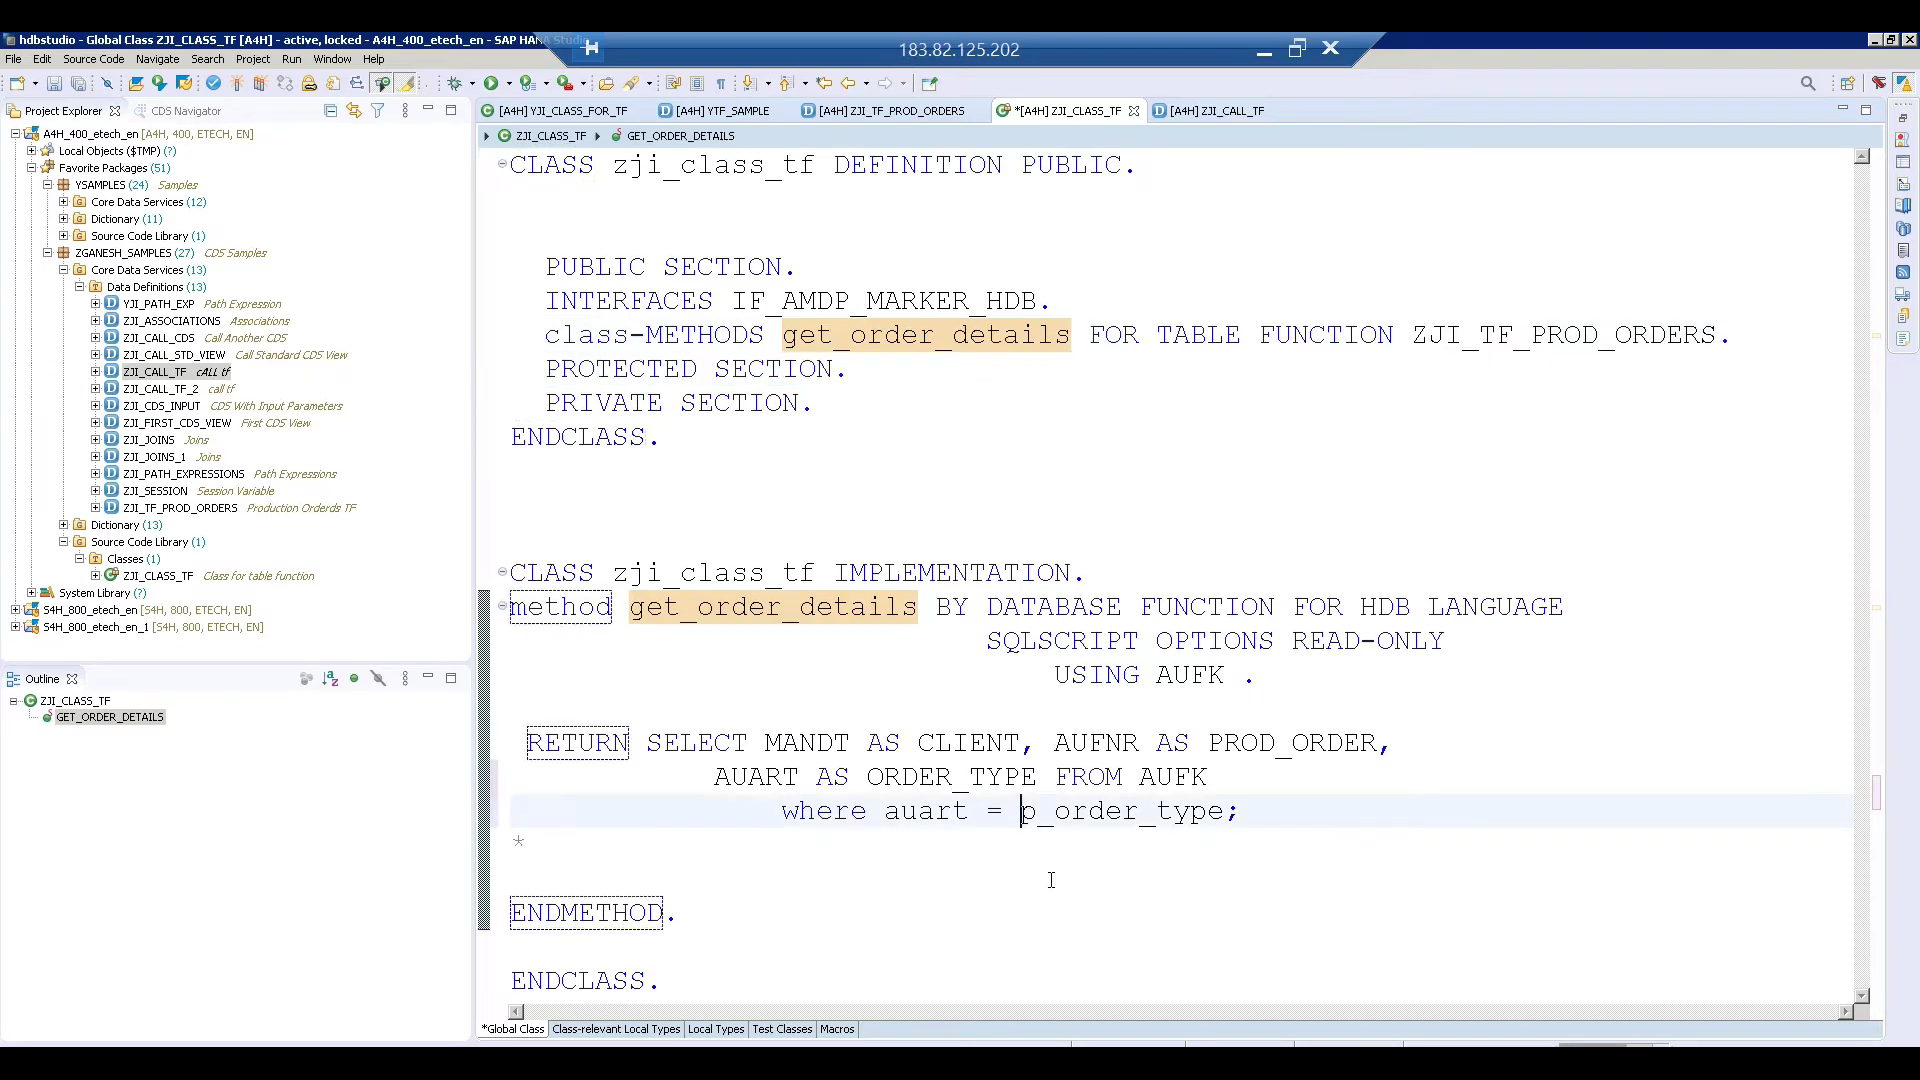 hdbstudio - Global Class ZJI_CLASS_TF [A4H] - active, locked - A4H_400_etech_en - SAP HANA Studio
183.82.125.202
File Edit Source Code Navigate Search Project Run Window Help
Project Explorer CDS Navigator
[A4H] YJI_CLASS_FOR_TF [A4H] YTF_SAMPLE [A4H] ZJI_TF_PROD_ORDERS *[A4H] ZJI_CLASS_TF [A4H] ZJI_CALL_TF
ZJI_CLASS_TF GET_ORDER_DETAILS
A4H_400_etech_en [A4H, 400, ETECH, EN]
Local Objects ($TMP) (?)
Favorite Packages (51)
YSAMPLES (24) Samples
Core Data Services (12)
Dictionary (11)
Source Code Library (1)
ZGANESH_SAMPLES (27) CDS Samples
Core Data Services (13)
Data Definitions (13)
YJI_PATH_EXP Path Expression
ZJI_ASSOCIATIONS Associations
ZJI_CALL_CDS Call Another CDS
ZJI_CALL_STD_VIEW Call Standard CDS View
ZJI_CALL_TF cALL tf
ZJI_CALL_TF_2 call tf
ZJI_CDS_INPUT CDS With Input Parameters
ZJI_FIRST_CDS_VIEW First CDS View
ZJI_JOINS Joins
ZJI_JOINS_1 Joins
ZJI_PATH_EXPRESSIONS Path Expressions
ZJI_SESSION Session Variable
ZJI_TF_PROD_ORDERS Production Orderds TF
Dictionary (13)
Source Code Library (1)
Classes (1)
ZJI_CLASS_TF Class for table function
System Library (?)
S4H_800_etech_en [S4H, 800, ETECH, EN]
S4H_800_etech_en_1 [S4H, 800, ETECH, EN]
Outline
ZJI_CLASS_TF
GET_ORDER_DETAILS
CLASS zji_class_tf DEFINITION PUBLIC.
PUBLIC SECTION.
INTERFACES IF_AMDP_MARKER_HDB.
class-METHODS get_order_details FOR TABLE FUNCTION ZJI_TF_PROD_ORDERS.
PROTECTED SECTION.
PRIVATE SECTION.
ENDCLASS.
CLASS zji_class_tf IMPLEMENTATION.
method get_order_details BY DATABASE FUNCTION FOR HDB LANGUAGE
SQLSCRIPT OPTIONS READ-ONLY
USING AUFK .
RETURN SELECT MANDT AS CLIENT, AUFNR AS PROD_ORDER,
AUART AS ORDER_TYPE FROM AUFK
where auart = p_order_type;
*
ENDMETHOD.
ENDCLASS.
*Global Class Class-relevant Local Types Local Types Test Classes Macros